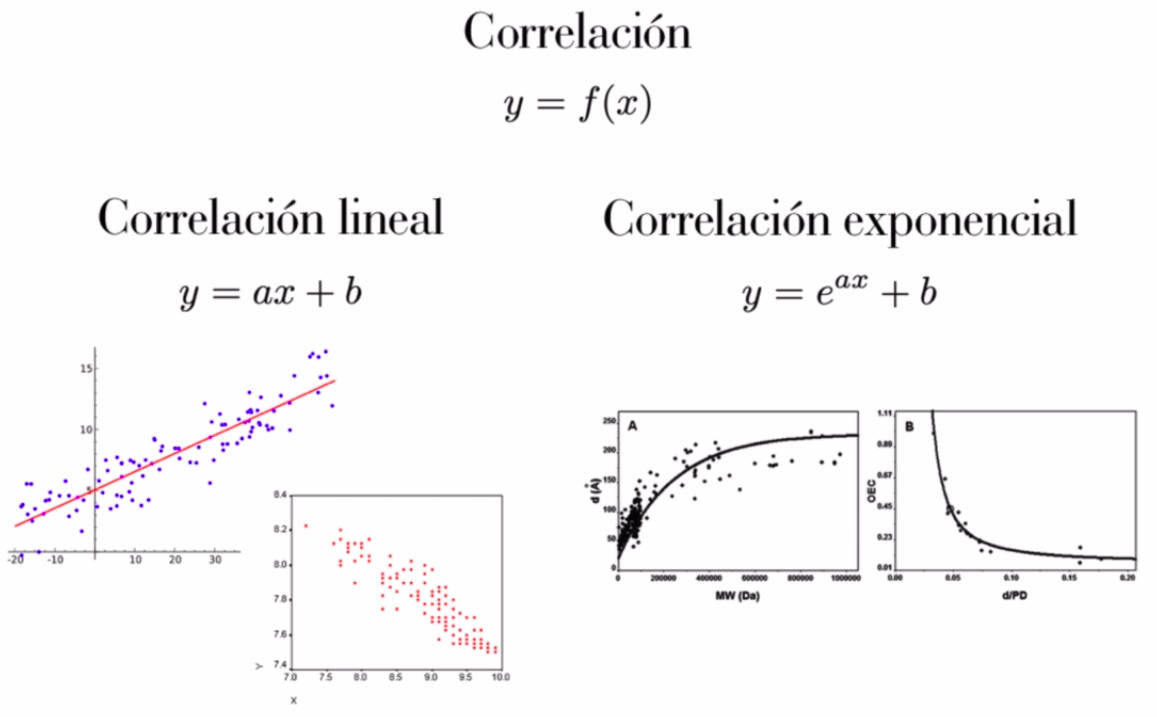 Correlación
y = f(x)
Correlación lineal
y = ax + b
15
10
5
-20 -10 10 20 30
8.4
8.2
8.0
7.8
7.6
7.4
Y
7.0 7.5 8.0 8.5 9.0 9.5 10.0
X
Correlación exponencial
y = e^{ax} + b
A
250
200
150
100
50
0
d (Å)
0 200000 400000 600000 800000 1000000
MW (Da)
B
1.11
0.89
0.67
0.45
0.23
0.01
OEC
0.00 0.05 0.10 0.15 0.20
d/PD